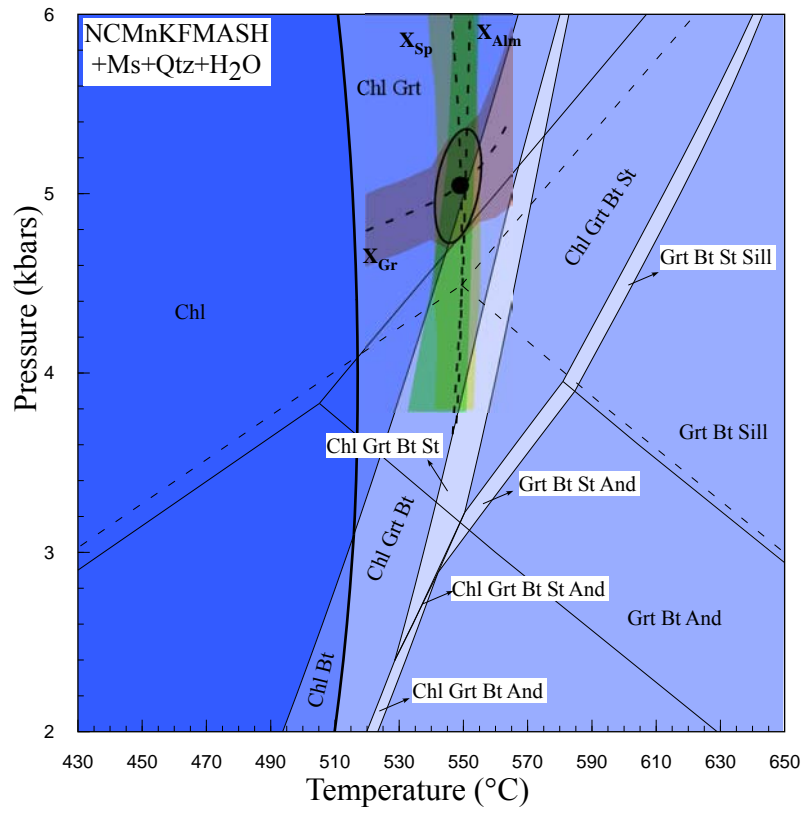 NCMnKFMASH
+Ms+Qtz+H2O
XSp
XAlm
Chl Grt
XGr
Chl
Chl Grt Bt St
Grt Bt St Sill
Grt Bt Sill
Chl Grt Bt St
Grt Bt St And
Chl Grt Bt
Chl Grt Bt St And
Grt Bt And
Chl Bt
Chl Grt Bt And
Pressure (kbars)
6
5
4
3
2
430 450 470 490 510 530 550 570 590 610 630 650
Temperature (°C)